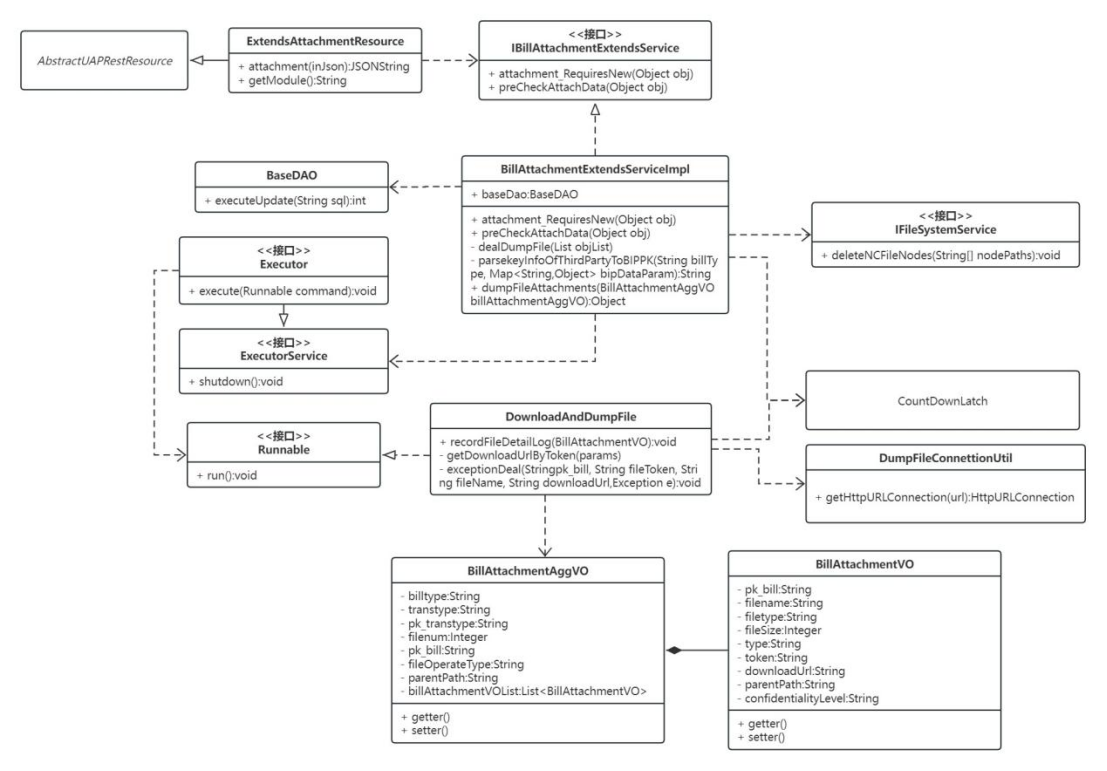 AbstractUAPRestResource
ExtendsAttachmentResource
+ attachment(inJson):JSONString
+ getModule():String
<<接口>>
IBillAttachmentExtendsService
+ attachment_RequiresNew(Object obj)
+ preCheckAttachData(Object obj)
BaseDAO
+ executeUpdate(String sql):int
BillAttachmentExtendsServiceImpl
+ baseDao:BaseDAO
+ attachment_RequiresNew(Object obj)
+ preCheckAttachData(Object obj)
- dealDumpFile(List objList)
- parsekeyInfoOfThirdPartyToBIPPK(String billTy
pe, Map<String,Object> bipDataParam):String
+ dumpFileAttachments(BillAttachmentAggVO
billAttachmentAggVO):Object
<<接口>>
IFileSystemService
+ deleteNCFileNodes(String[] nodePaths):void
<<接口>>
Executor
+ execute(Runnable command):void
<<接口>>
ExecutorService
+ shutdown():void
<<接口>>
Runnable
+ run():void
DownloadAndDumpFile
+ recordFileDetailLog(BillAttachmentVO):void
- getDownloadUrlByToken(params)
- exceptionDeal(Stringpk_bill, String fileToken, Stri
ng fileName, String downloadUrl,Exception e):void
CountDownLatch
DumpFileConnettionUtil
+ getHttpURLConnection(url):HttpURLConnection
BillAttachmentAggVO
- billtype:String
- transtype:String
- pk_transtype:String
- filenum:Integer
- pk_bill:String
- fileOperateType:String
- parentPath:String
- billAttachmentVOList:List<BillAttachmentVO>
+ getter()
+ setter()
BillAttachmentVO
- pk_bill:String
- filename:String
- filetype:String
- fileSize:Integer
- type:String
- token:String
- downloadUrl:String
- parentPath:String
- confidentialityLevel:String
+ getter()
+ setter()